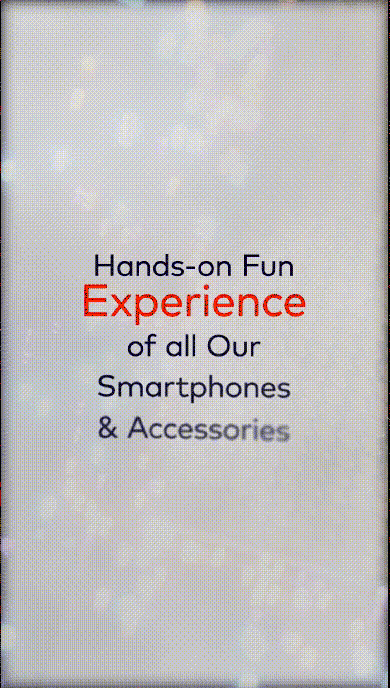 Hands-on Fun
Experience
of all Our
Smartphones
& Accessories